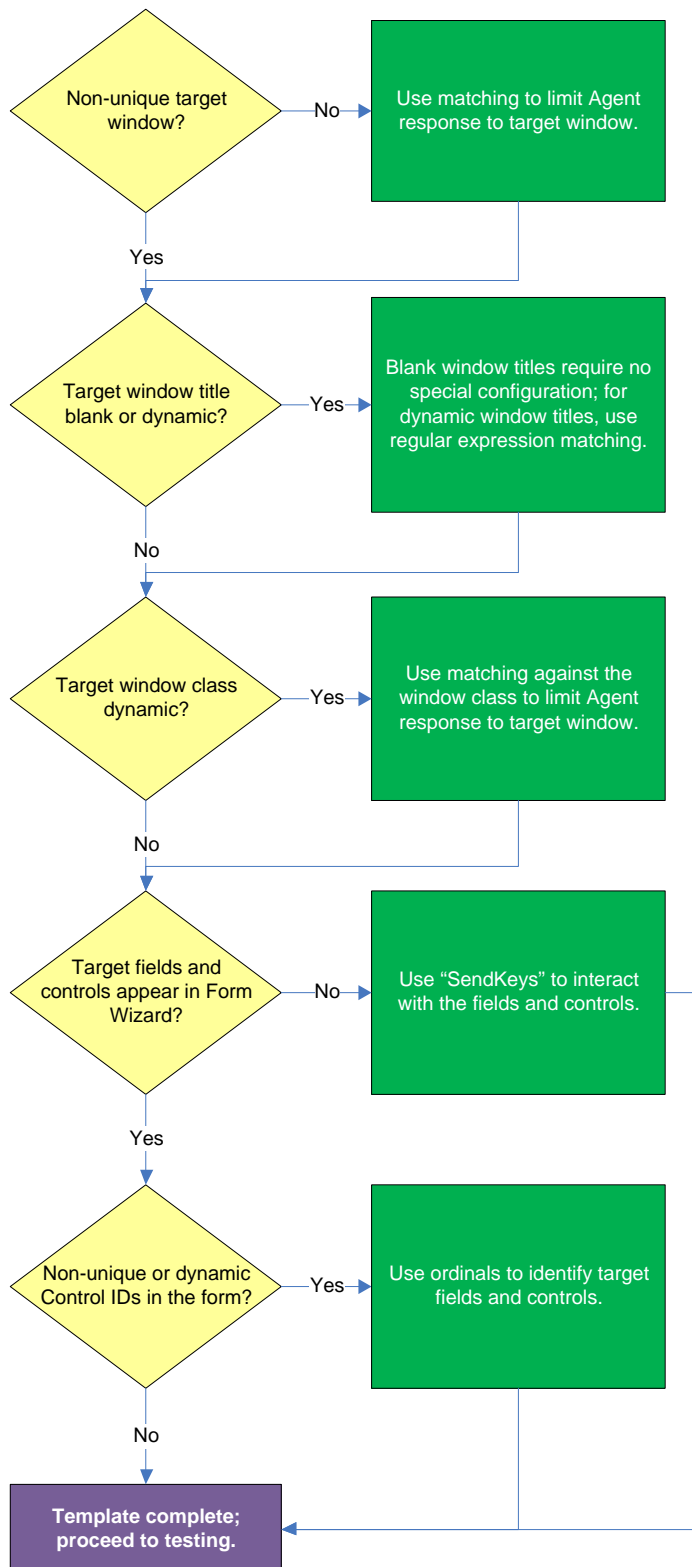 Non-unique target
window?
No
Use matching to limit Agent
response to target window.
Yes
Target window title
blank or dynamic?
Yes
Blank window titles require no
special configuration; for
dynamic window titles, use
regular expression matching.
No
Target window class
dynamic?
Yes
Use matching against the
window class to limit Agent
response to target window.
No
Target fields and
controls appear in Form
Wizard?
No
Use “SendKeys” to interact
with the fields and controls.
Yes
Non-unique or dynamic
Control IDs in the form?
Yes
Use ordinals to identify target
fields and controls.
No
Template complete;
proceed to testing.